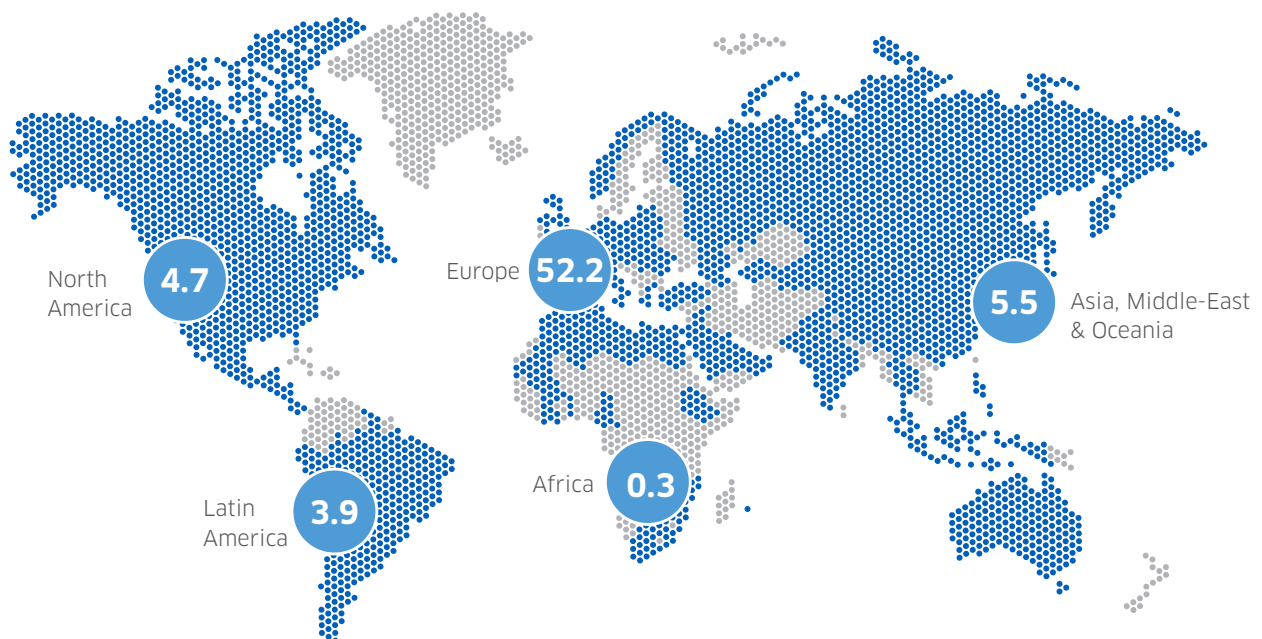 North
America
4.7
Europe
52.2
5.5
Asia, Middle-East
& Oceania
Latin
America
3.9
Africa
0.3